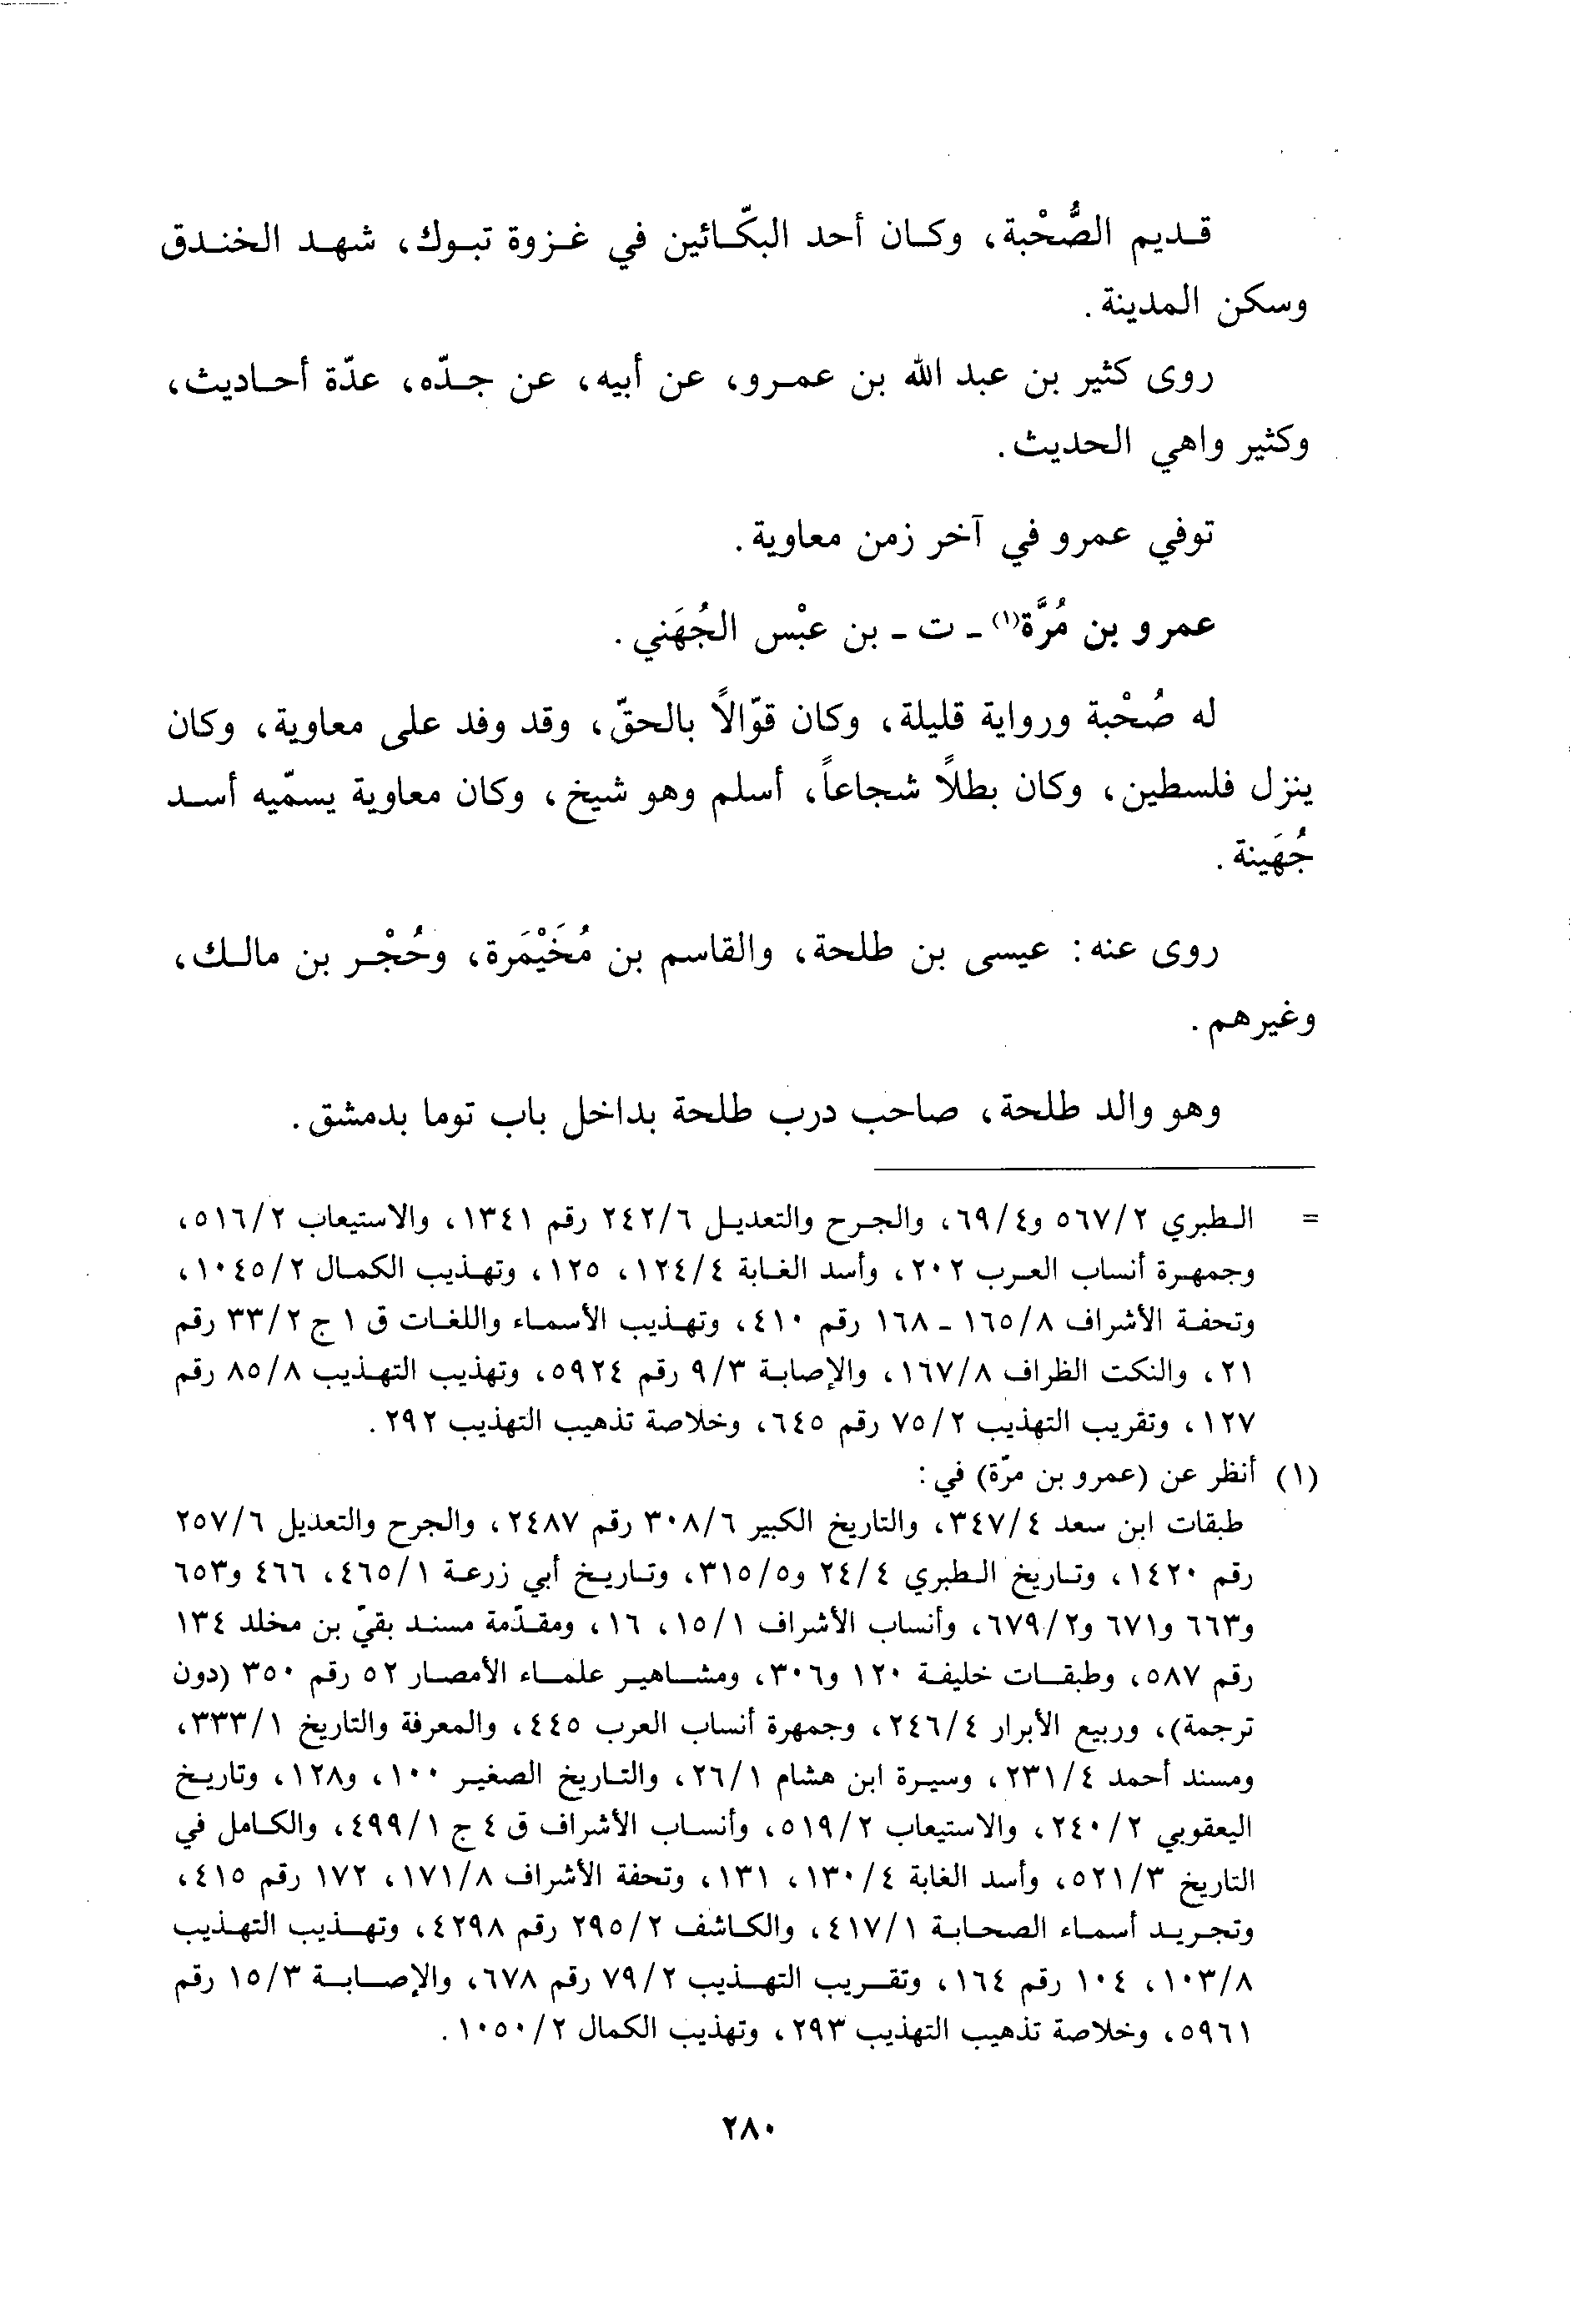 قديم الصُّحْبة، وكان أحد البكّائين في غزوة تبوك، شهد الخندق
وسكن المدينة.
روى كثير بن عبد الله بن عمرو، عن أبيه، عن جدّه، عدّة أحاديث،
وكثير واهي الحديث.
توفي عمرو في آخر زمن معاوية.
عمرو بن مُرَّة(١) ـ ت ـ بن عبْس الجُهَني.
له صُحْبة ورواية قليلة، وكان قوّالاً بالحقّ، وقد وفد على معاوية، وكان
ينزل فلسطين، وكان بطلاً شجاعاً، أسلم وهو شيخ، وكان معاوية يسمّيه أسد
جُهَينة.
روى عنه: عيسى بن طلحة، والقاسم بن مُخَيْمَرة، وحُجْر بن مالك،
وغيرهم.
وهو والد طلحة، صاحب درب طلحة بداخل باب توما بدمشق.
= الطبري ٥٦٧/٢ و٦٩/٤، والجرح والتعديل ٢٤٢/٦ رقم ١٣٤١، والاستيعاب ٥١٦/٢،
وجمهرة أنساب العرب ٢٠٢، وأسد الغابة ١٢٤/٤، ١٢٥، وتهذيب الكمال ١٠٤٥/٢،
وتحفة الأشراف ١٦٥/٨ ـ ١٦٨ رقم ٤١٠، وتهذيب الأسماء واللغات ق ١ ج ٣٣/٢ رقم
٢١، والنكت الظراف ١٦٧/٨، والإصابة ٩/٣ رقم ٥٩٢٤، وتهذيب التهذيب ٨٥/٨ رقم
١٢٧، وتقريب التهذيب ٧٥/٢ رقم ٦٤٥، وخلاصة تذهيب التهذيب ٢٩٢.
(١) أنظر عن (عمرو بن مرّة) في:
طبقات ابن سعد ٣٤٧/٤، والتاريخ الكبير ٣٠٨/٦ رقم ٢٤٨٧، والجرح والتعديل ٢٥٧/٦
رقم ١٤٢٠، وتاريخ الطبري ٢٤/٤ و٣١٥/٥، وتاريخ أبي زرعة ٤٦٥/١، ٤٦٦ و٦٥٣
و٦٦٣ و٦٧١ و٦٧٩/٢، وأنساب الأشراف ١٥/١، ١٦، ومقدّمة مسند بقيّ بن مخلد ١٣٤
رقم ٥٨٧، وطبقات خليفة ١٢٠ و٣٠٦، ومشاهير علماء الأمصار ٥٢ رقم ٣٥٠ (دون
ترجمة)، وربيع الأبرار ٢٤٦/٤، وجمهرة أنساب العرب ٤٤٥، والمعرفة والتاريخ ٣٣٣/١،
ومسند أحمد ٢٣١/٤، وسيرة ابن هشام ٢٦/١، والتاريخ الصغير ١٠٠، و١٢٨، وتاريخ
اليعقوبي ٢٤٠/٢، والاستيعاب ٥١٩/٢، وأنساب الأشراف ق ٤ ج ٤٩٩/١، والكامل في
التاريخ ٥٢١/٣، وأسد الغابة ١٣٠/٤، ١٣١، وتحفة الأشراف ١٧١/٨، ١٧٢ رقم ٤١٥،
وتجريد أسماء الصحابة ٤١٧/١، والكاشف ٢٩٥/٢ رقم ٤٢٩٨، وتهذيب التهذيب
١٠٣/٨، ١٠٤ رقم ١٦٤، وتقريب التهذيب ٧٩/٢ رقم ٦٧٨، والإصابة ١٥/٣ رقم
٥٩٦١، وخلاصة تذهيب التهذيب ٢٩٣، وتهذيب الكمال ١٠٥٠/٢.
٢٨٠